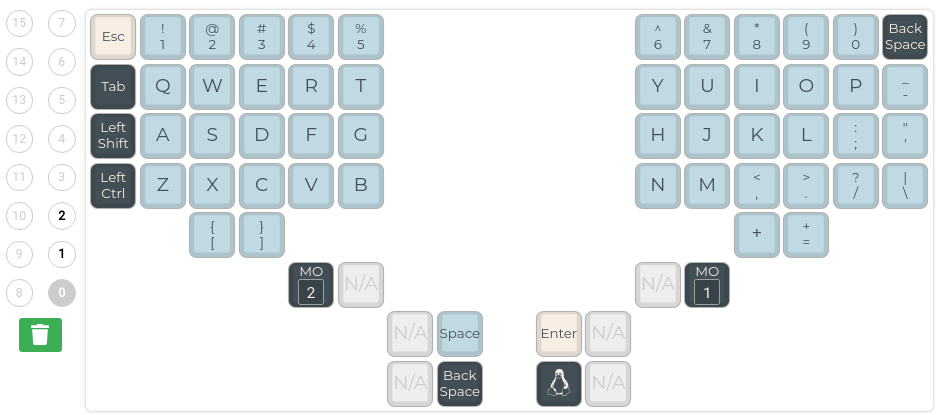 15 7
14 6
13 5
12 4
11 3
10 2
9 1
8 0
Esc ! 1 @ 2 # 3 $ 4 % 5 ^ 6 & 7 * 8 ( 9 ) 0 Back Space
Tab Q W E R T Y U I O P _ -
Left Shift A S D F G H J K L : ; " '
Left Ctrl Z X C V B N M < , > . ? / | \
{ [ } ] + + =
MO 2 N/A N/A MO 1
N/A Space Enter N/A
N/A Back Space N/A